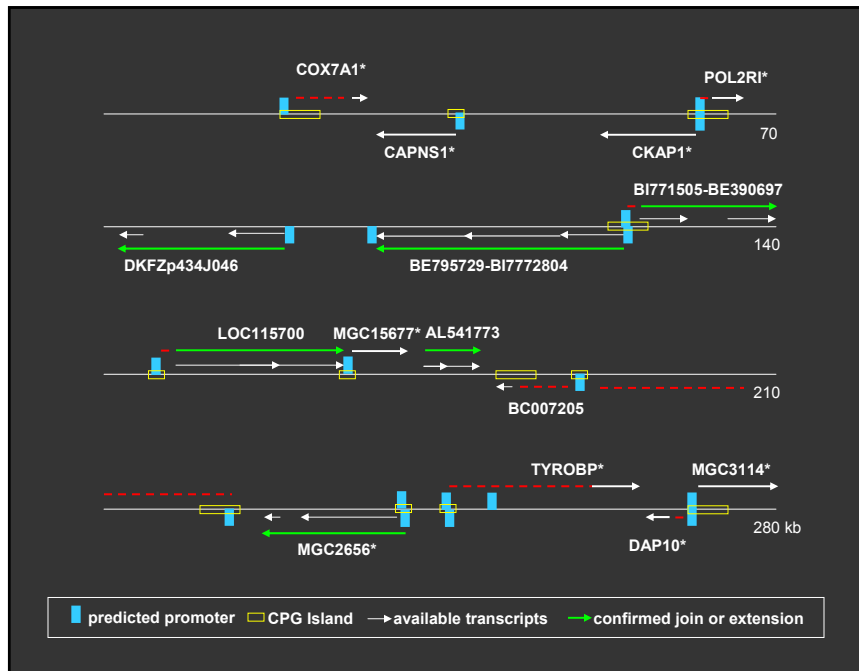 COX7A1*
POL2RI*
CAPNS1*
CKAP1*
70
BI771505-BE390697
140
DKFZp434J046
BE795729-BI7772804
LOC115700
MGC15677*
AL541773
BC007205
210
TYROBP*
MGC3114*
MGC2656*
DAP10*
280 kb
predicted promoter
CPG Island
available transcripts
confirmed join or extension